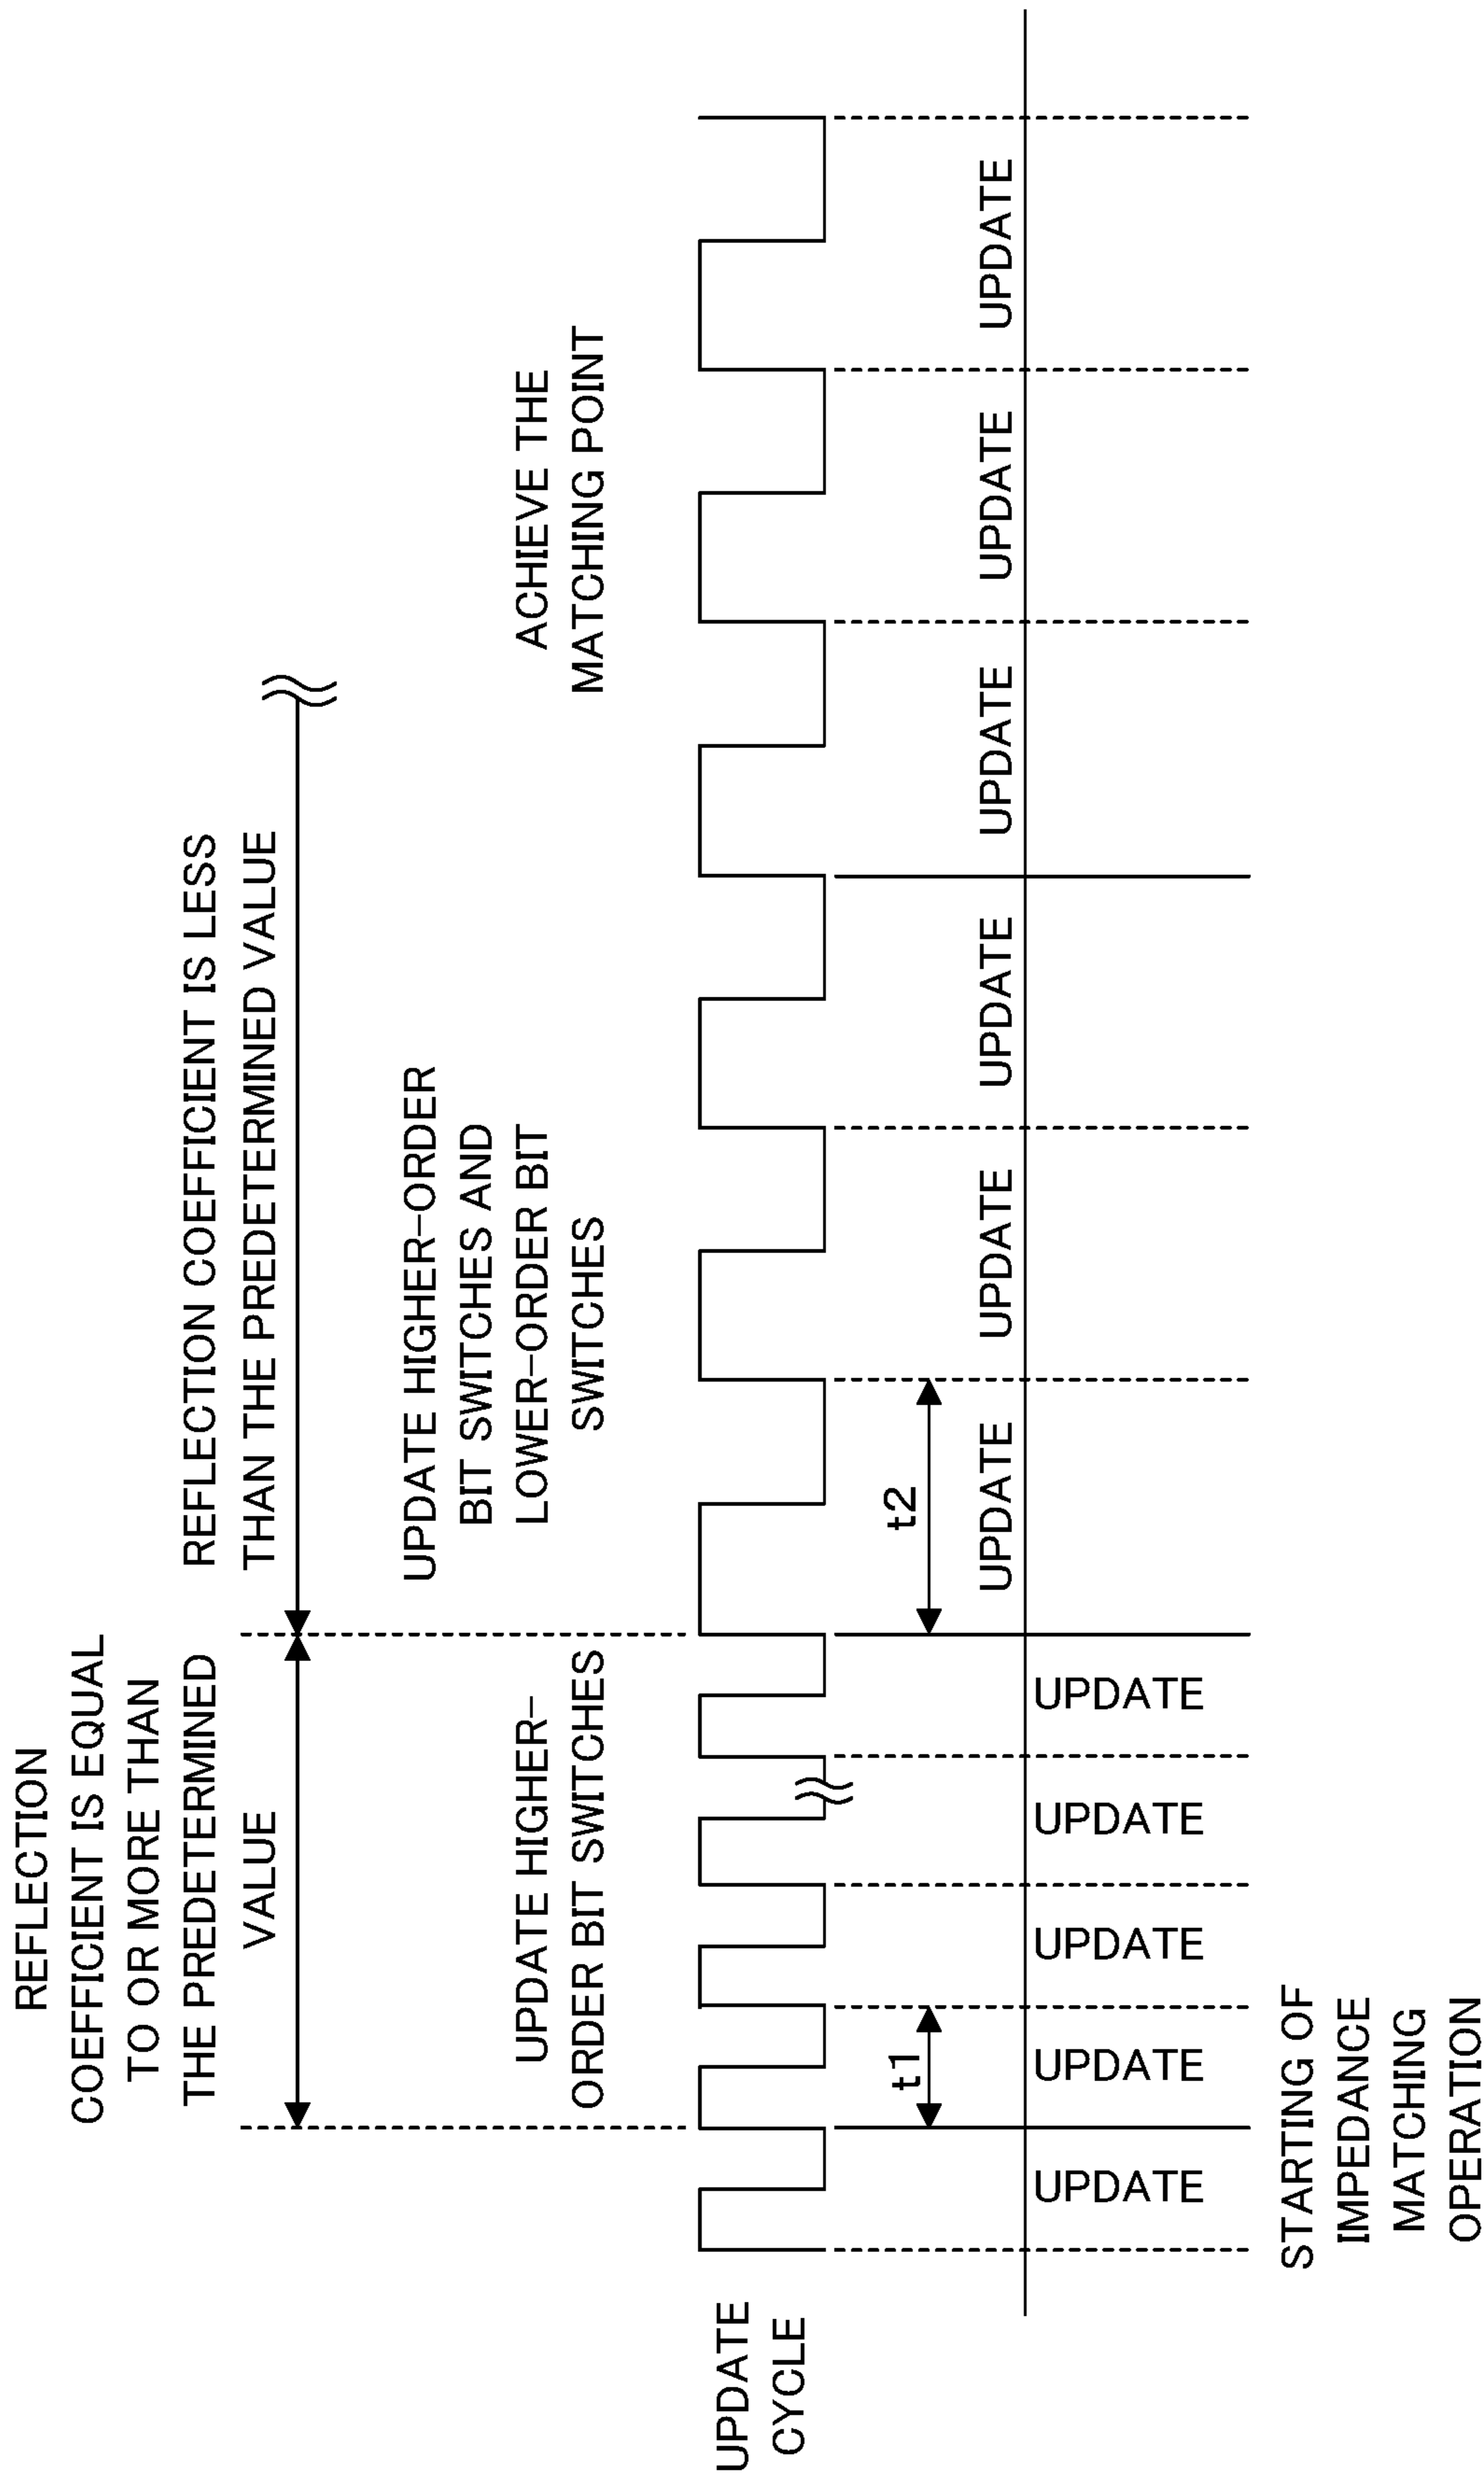 REFLECTION
COEFFICIENT IS EQUAL
TO OR MORE THAN
THE PREDETERMINED
VALUE
REFLECTION COEFFICIENT IS LESS
THAN THE PREDETERMINED VALUE
UPDATE HIGHER-
ORDER BIT SWITCHES
UPDATE HIGHER-ORDER
BIT SWITCHES AND
LOWER-ORDER BIT
SWITCHES
ACHIEVE THE
MATCHING POINT
UPDATE
CYCLE
t1
t2
UPDATE
UPDATE
UPDATE
UPDATE
UPDATE
UPDATE
UPDATE
UPDATE
UPDATE
UPDATE
UPDATE
STARTING OF
IMPEDANCE
MATCHING
OPERATION